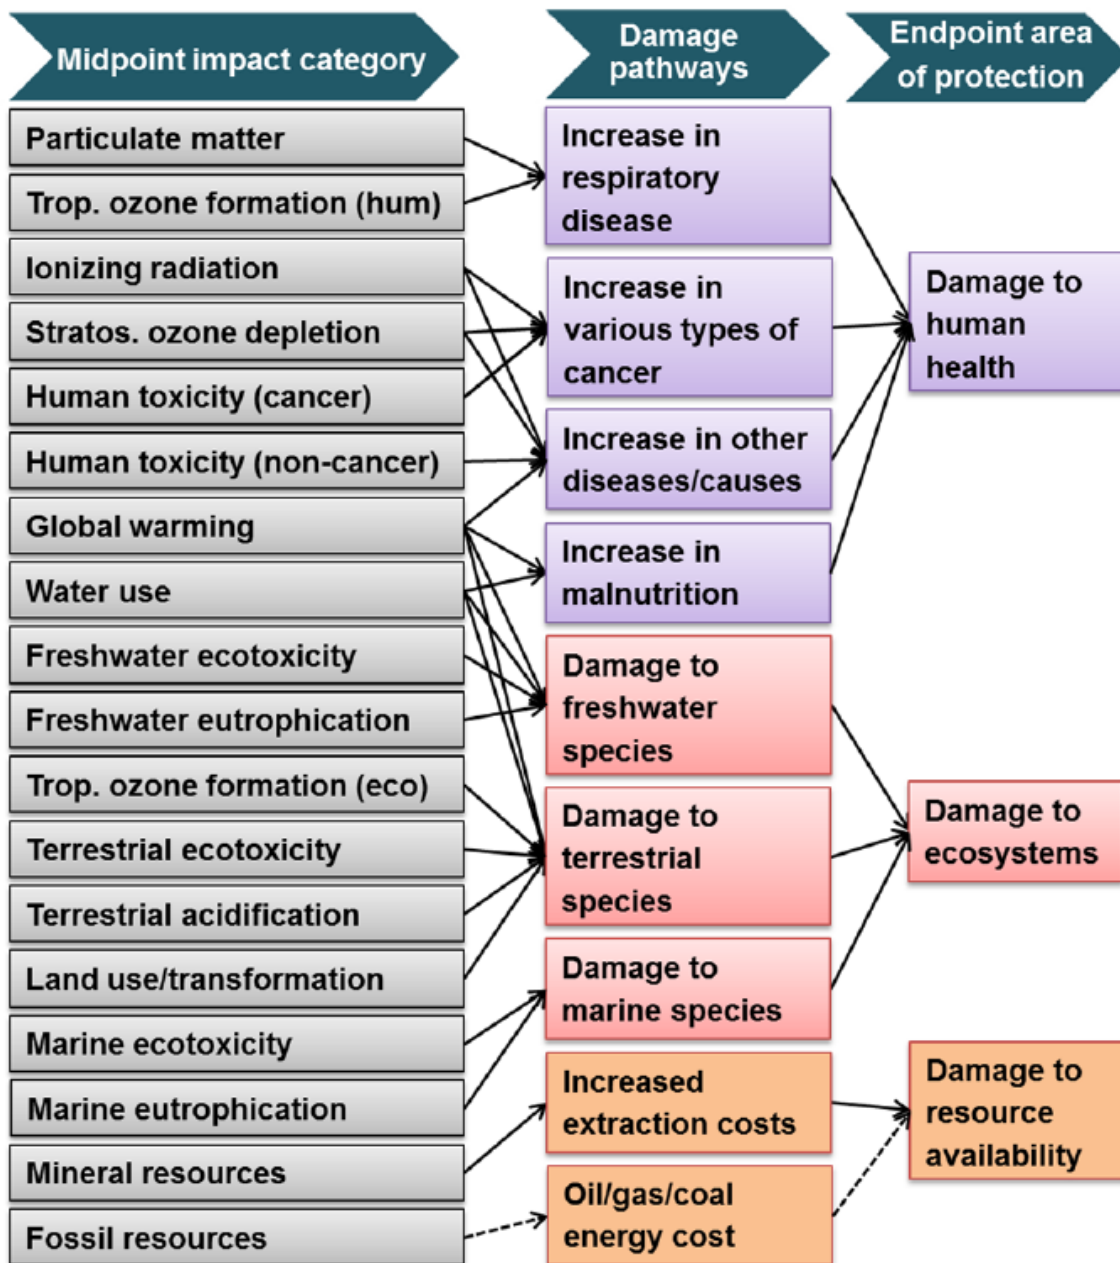 Midpoint impact category
Damage
pathways
Endpoint area
of protection
Particulate matter
Trop. ozone formation (hum)
Ionizing radiation
Stratos. ozone depletion
Human toxicity (cancer)
Human toxicity (non-cancer)
Global warming
Water use
Freshwater ecotoxicity
Freshwater eutrophication
Trop. ozone formation (eco)
Terrestrial ecotoxicity
Terrestrial acidification
Land use/transformation
Marine ecotoxicity
Marine eutrophication
Mineral resources
Fossil resources
Increase in
respiratory
disease
Increase in
various types of
cancer
Increase in other
diseases/causes
Increase in
malnutrition
Damage to
freshwater
species
Damage to
terrestrial
species
Damage to
marine species
Increased
extraction costs
Oil/gas/coal
energy cost
Damage to
human
health
Damage to
ecosystems
Damage to
resource
availability